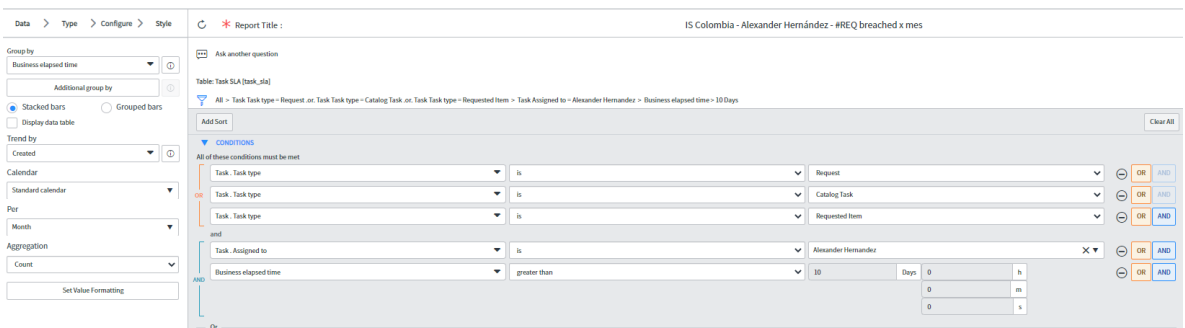 Data > Type > Configure > Style
Report Title :
IS Colombia - Alexander Hernández - #REQ breached x mes
Group by
Business elapsed time
Additional group by
Stacked bars
Grouped bars
Display data table
Trend by
Created
Calendar
Standard calendar
Per
Month
Aggregation
Count
Set Value Formatting
Ask another question
Table: Task SLA [task_sla]
All > Task Task type = Request .or. Task Task type = Catalog Task .or. Task Task type = Requested Item > Task Assigned to = Alexander Hernandez > Business elapsed time > 10 Days
Add Sort
Clear All
CONDITIONS
All of these conditions must be met
Task . Task type is Request OR AND
OR Task . Task type is Catalog Task OR AND
Task . Task type is Requested Item OR AND
and
Task . Assigned to is Alexander Hernandez OR AND
AND Business elapsed time greater than 10 Days 0 h OR AND
0 m
0 s
Or